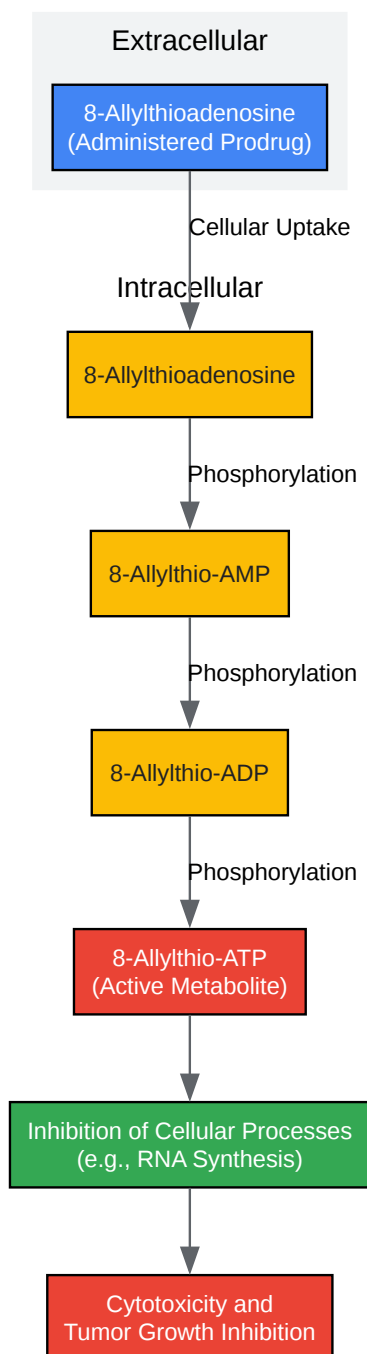 Extracellular
8-Allylthioadenosine
(Administered Prodrug)
Cellular Uptake
Intracellular
8-Allylthioadenosine
Phosphorylation
8-Allylthio-AMP
Phosphorylation
8-Allylthio-ADP
Phosphorylation
8-Allylthio-ATP
(Active Metabolite)
Inhibition of Cellular Processes
(e.g., RNA Synthesis)
Cytotoxicity and
Tumor Growth Inhibition